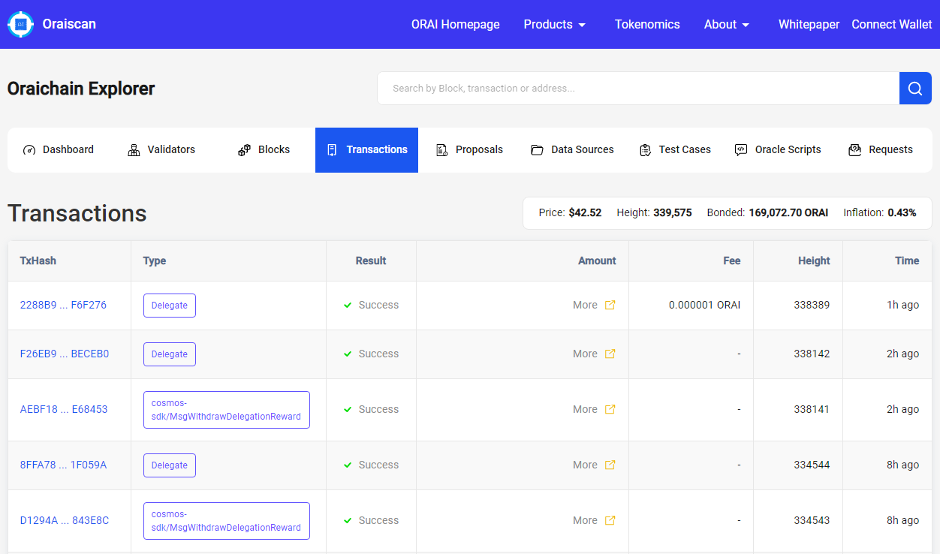 Oraiscan ORAI Homepage Products Tokenomics About Whitepaper Connect Wallet
Oraichain Explorer Search by Block, transaction or address...
Dashboard Validators Blocks Transactions Proposals Data Sources Test Cases Oracle Scripts Requests
Transactions Price: $42.52 Height: 339,575 Bonded: 169,072.70 ORAI Inflation: 0.43%
TxHash Type Result Amount Fee Height Time
2288B9 ... F6F276 Delegate Success More 0.000001 ORAI 338389 1h ago
F26EB9 ... BECEB0 Delegate Success More - 338142 2h ago
cosmos-
AEBF18 ... E68453 sdk/MsgWithdrawDelegationReward Success More - 338141 2h ago
8FFA78 ... 1F059A Delegate Success More - 334544 8h ago
cosmos-
D1294A ... 843E8C sdk/MsgWithdrawDelegationReward Success More - 334543 8h ago